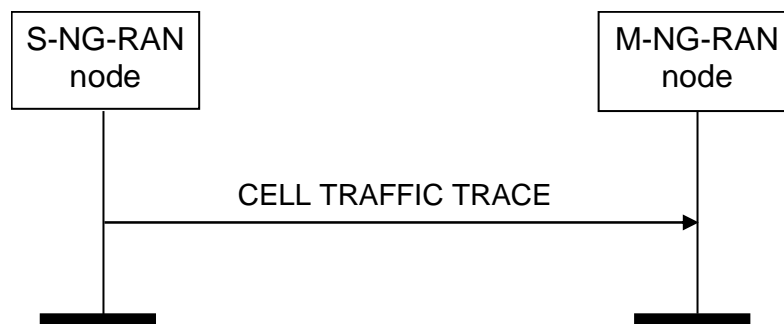 S-NG-RAN
node
M-NG-RAN
node
CELL TRAFFIC TRACE